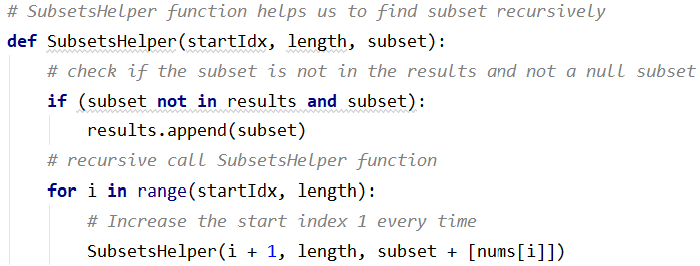 # SubsetsHelper function helps us to find subset recursively
def SubsetsHelper(startIdx, length, subset):
    # check if the subset is not in the results and not a null subset
    if (subset not in results and subset):
        results.append(subset)
    # recursive call SubsetsHelper function
    for i in range(startIdx, length):
        # Increase the start index 1 every time
        SubsetsHelper(i + 1, length, subset + [nums[i]])